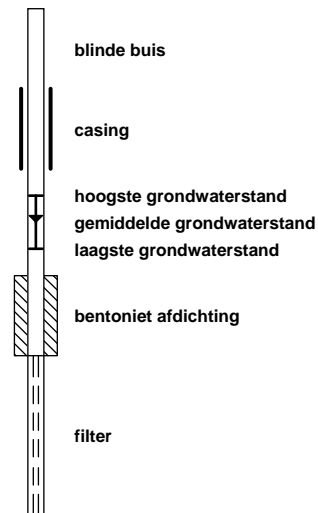 blinde buis
casing
hoogste grondwaterstand
gemiddelde grondwaterstand
laagste grondwaterstand
bentoniet afdichting
filter